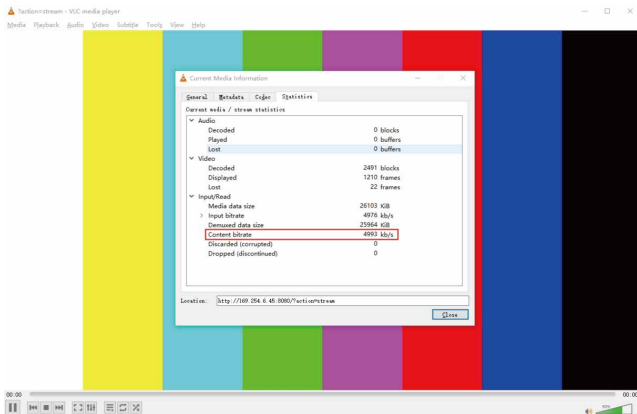 ?action=stream - VLC media player
Media Playback Audio Video Subtitle Tools View Help
Current Media Information
General Metadata Codec Statistics
Current media / stream statistics
Audio
Decoded 0 blocks
Played 0 buffers
Lost 0 buffers
Video
Decoded 2491 blocks
Displayed 1210 frames
Lost 22 frames
Input/Read
Media data size 26103 KiB
Input bitrate 4976 kb/s
Demuxed data size 25964 KiB
Content bitrate 4993 kb/s
Discarded (corrupted) 0
Dropped (discontinued) 0
Location: http://169.254.6.45:8080/?action=stream
Close
00:00 00:00